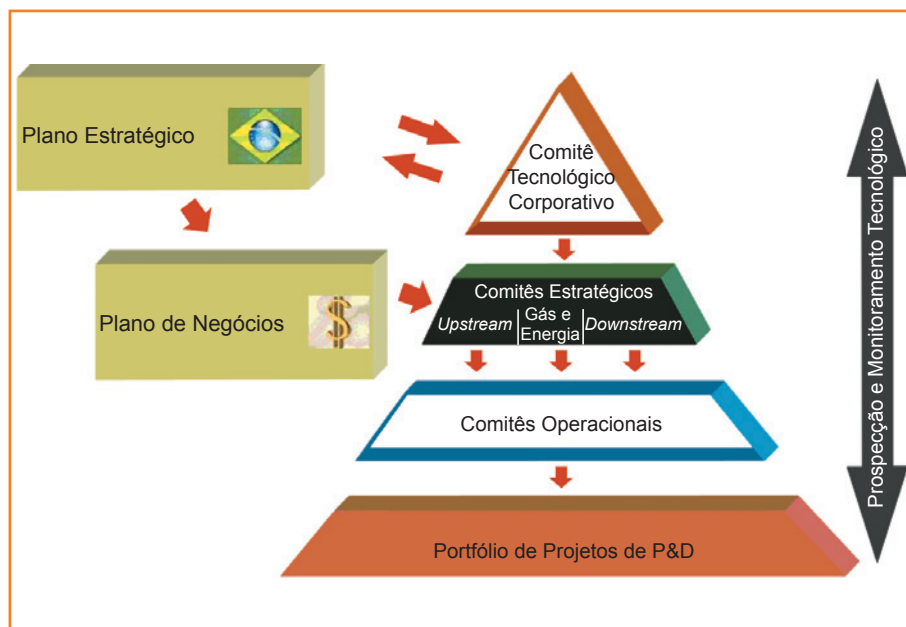 Plano Estratégico
Comitê
Tecnológico
Corporativo
Plano de Negócios
$
Comitês Estratégicos
Upstream | Gás e Energia | Downstream
Comitês Operacionais
Portfólio de Projetos de P&D
Prospecção e Monitoramento Tecnológico